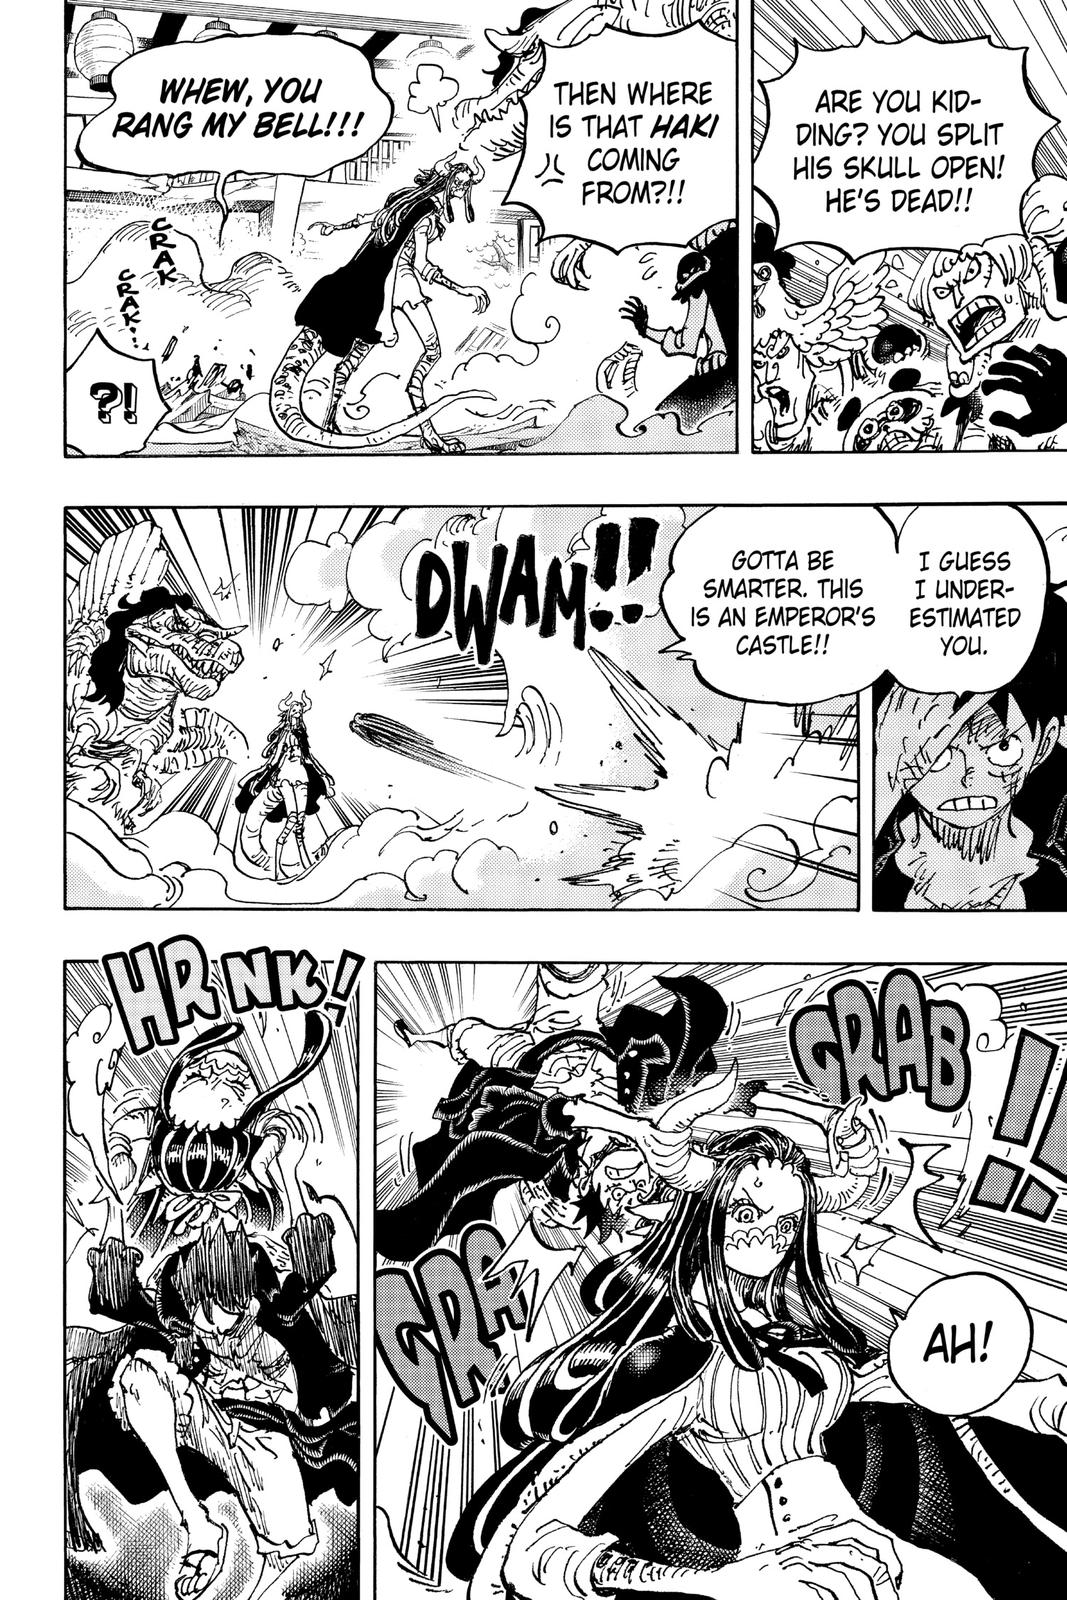 ARE YOU KID-
DING? YOU SPLIT
HIS SKULL OPEN!
HE'S DEAD!!
THEN WHERE
IS THAT HAKI
COMING
FROM?!!
WHEW, YOU
RANG MY BELL!!!
CRAK
CRAK...
?!
I GUESS
I UNDER-
ESTIMATED
YOU.
GOTTA BE
SMARTER. THIS
IS AN EMPEROR'S
CASTLE!!
DWAM!!
GRAB!!
GRAB
AH!
HRNK!